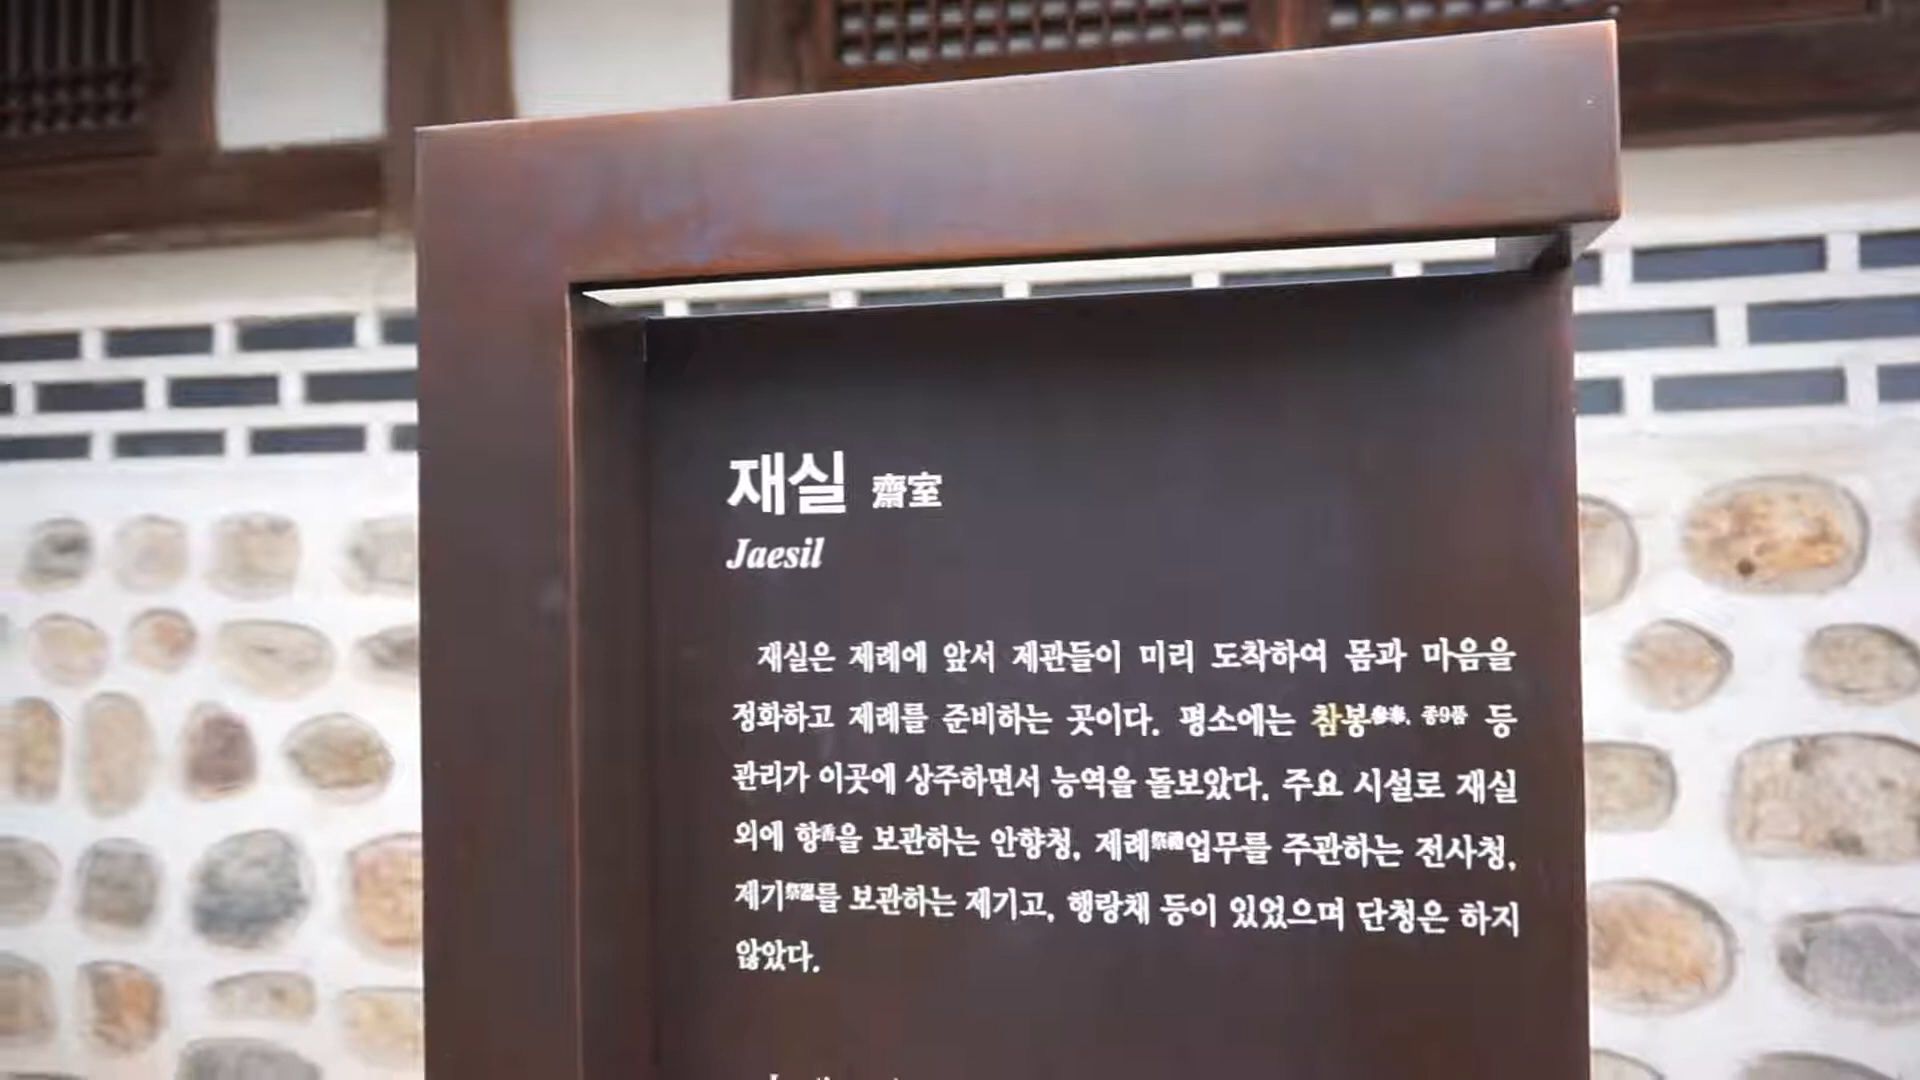 재실 齋室
Jaesil
재실은 제례에 앞서 제관들이 미리 도착하여 몸과 마음을
정화하고 제례를 준비하는 곳이다. 평소에는 참봉, 종9품 등
관리가 이곳에 상주하면서 능역을 돌보았다. 주요 시설로 재실
외에 향香을 보관하는 안향청, 제례祭禮업무를 주관하는 전사청,
제기祭器를 보관하는 제기고, 행랑채 등이 있었으며 단청은 하지
않았다.